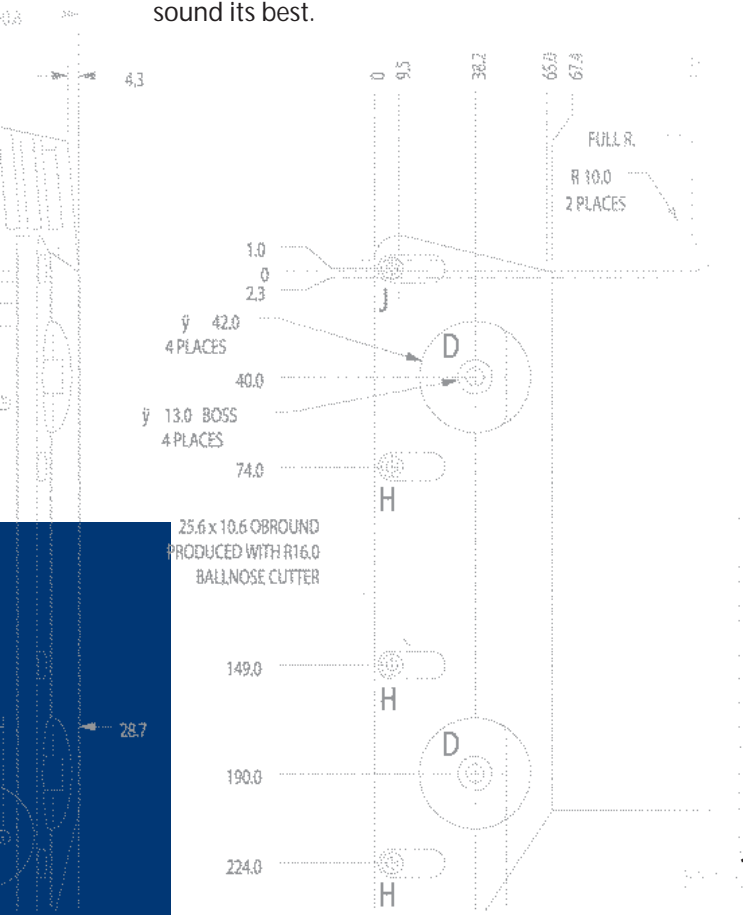 sound its best.
4,3
0
9.5
38.2
65.0
67.4
FULL R.
R 10.0
2 PLACES
1.0
0
2.3
J
ÿ 42.0
4 PLACES
D
40.0
ÿ 13.0 BOSS
4 PLACES
74.0
H
25.6 x 10.6 OBROUND
PRODUCED WITH R16.0
BALLNOSE CUTTER
149.0
H
28.7
D
190.0
224.0
H